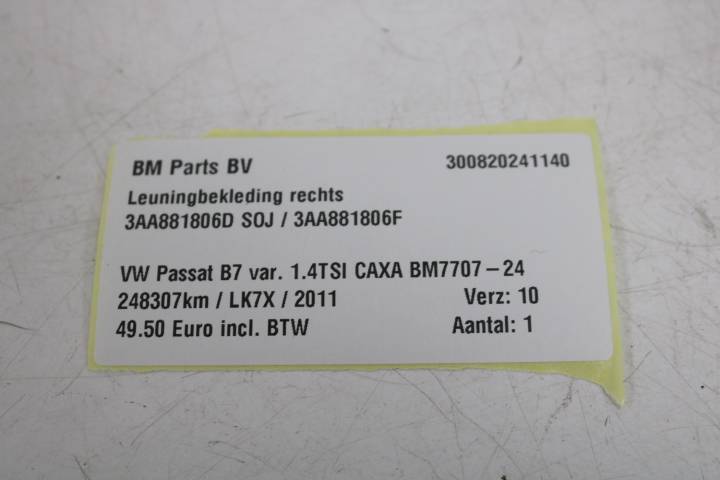 BM Parts BV 300820241140
Leuningbekleding rechts
3AA881806D SOJ / 3AA881806F
VW Passat B7 var. 1.4TSI CAXA BM7707-24
248307km / LK7X / 2011 Verz: 10
49.50 Euro incl. BTW Aantal: 1